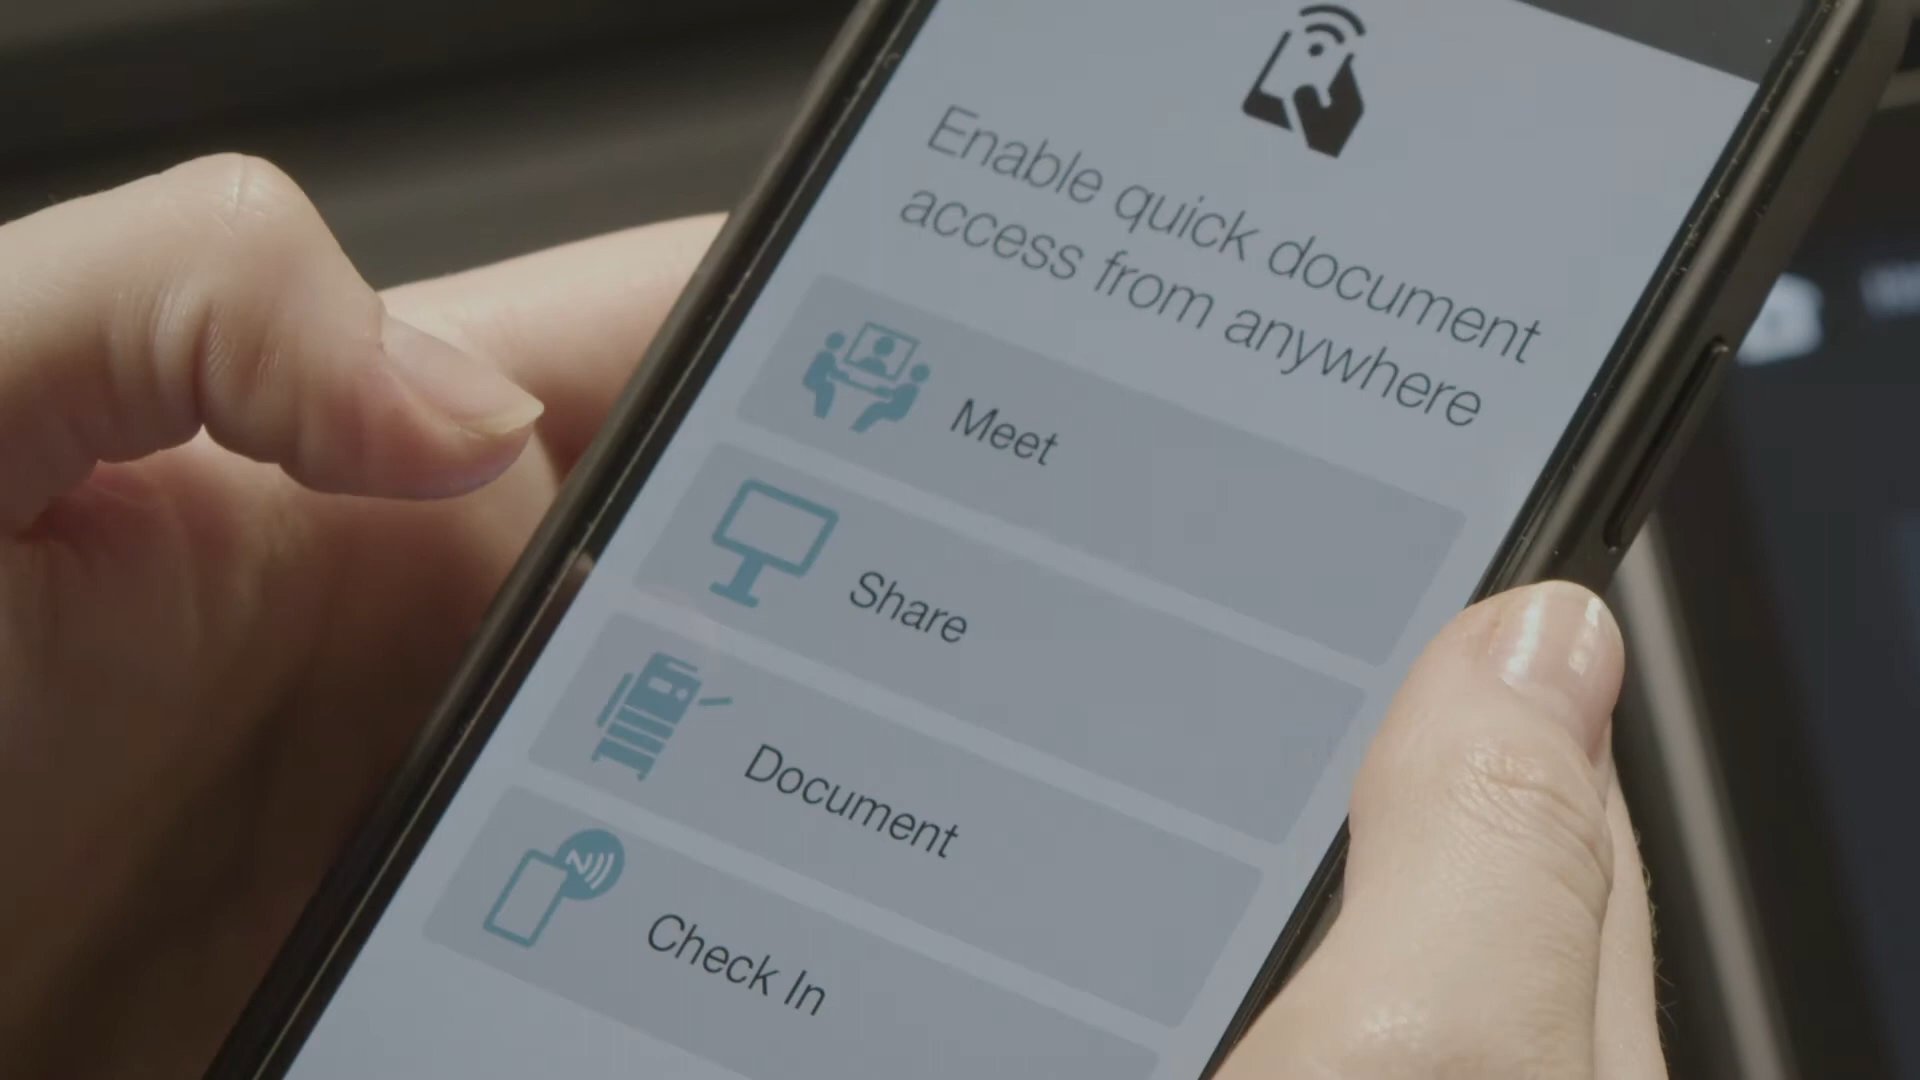 Enable quick document
access from anywhere
Meet
Share
Document
Check In